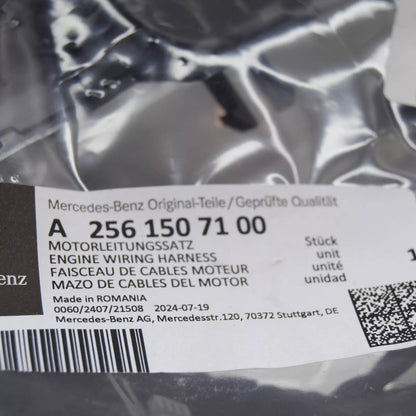 Mercedes-Benz Original-Teile/Geprüfte Qualität
A 256 150 71 00
MOTORLEITUNGSSATZ Stück
ENGINE WIRING HARNESS unit 1
FAISCEAU DE CABLES MOTEUR unité
MAZO DE CABLES DEL MOTOR unidad
enz
Made in ROMANIA
0060/2407/21508 2024-07-19
Mercedes-Benz AG, Mercedesstr.120, 70372 Stuttgart, DE